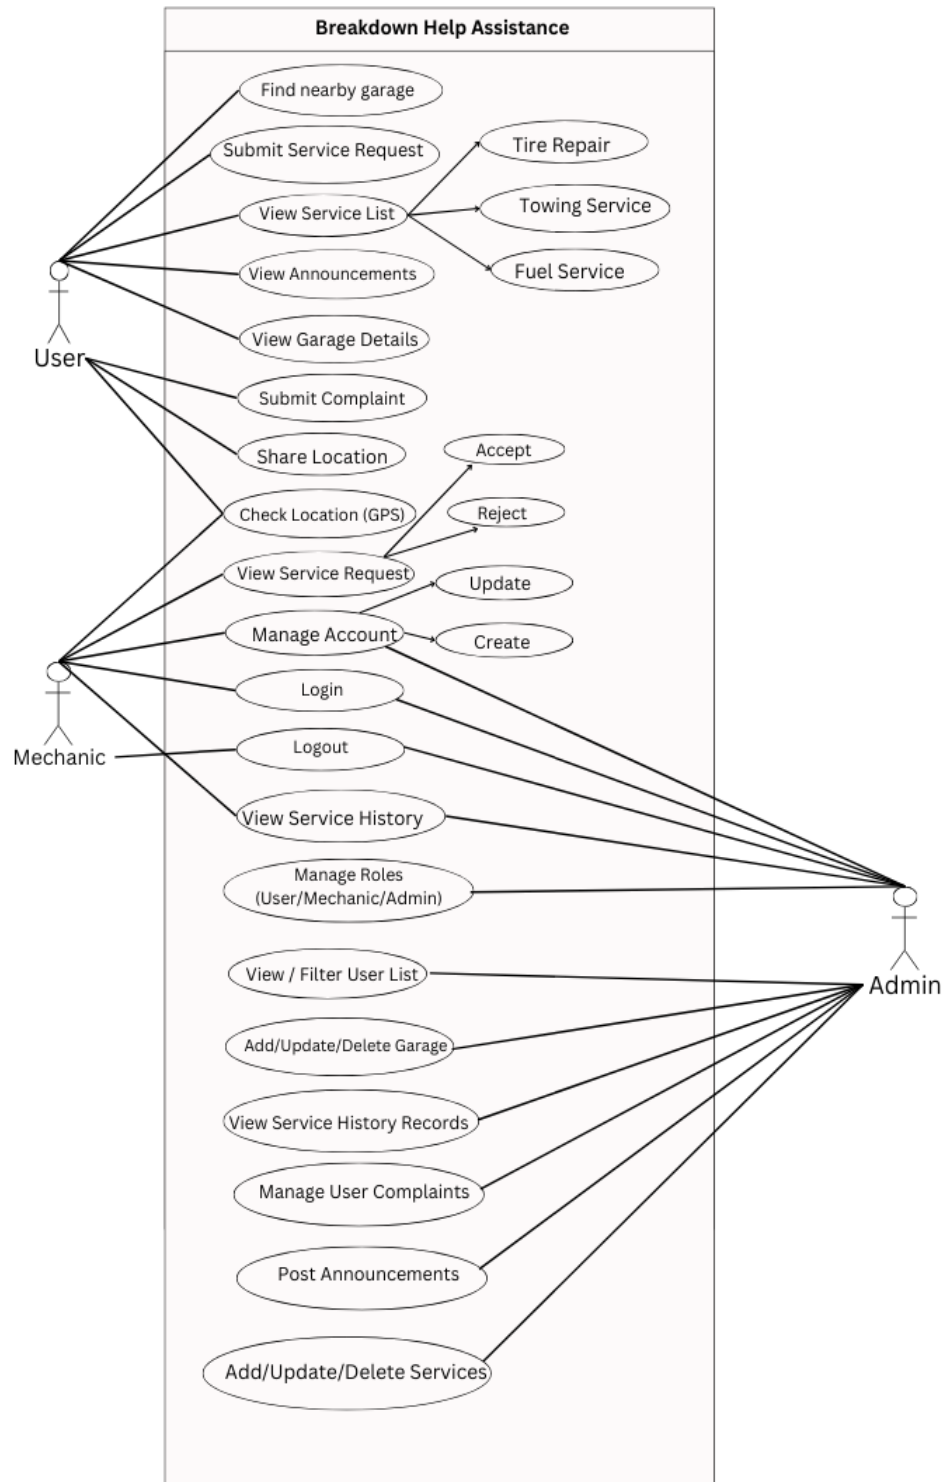 Breakdown Help Assistance
Find nearby garage
Submit Service Request
Tire Repair
View Service List
Towing Service
View Announcements
Fuel Service
View Garage Details
User
Submit Complaint
Share Location
Accept
Check Location (GPS)
Reject
View Service Request
Update
Manage Account
Create
Login
Logout
Mechanic
View Service History
Manage Roles
(User/Mechanic/Admin)
View / Filter User List
Admin
Add/Update/Delete Garage
View Service History Records
Manage User Complaints
Post Announcements
Add/Update/Delete Services